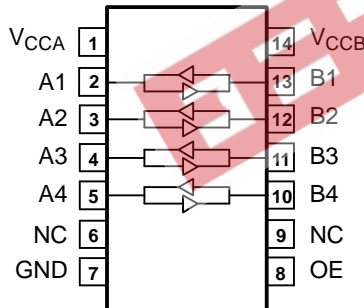 VCCA 1 14 VCCB
A1 2 13 B1
A2 3 12 B2
A3 4 11 B3
A4 5 10 B4
NC 6 9 NC
GND 7 8 OE